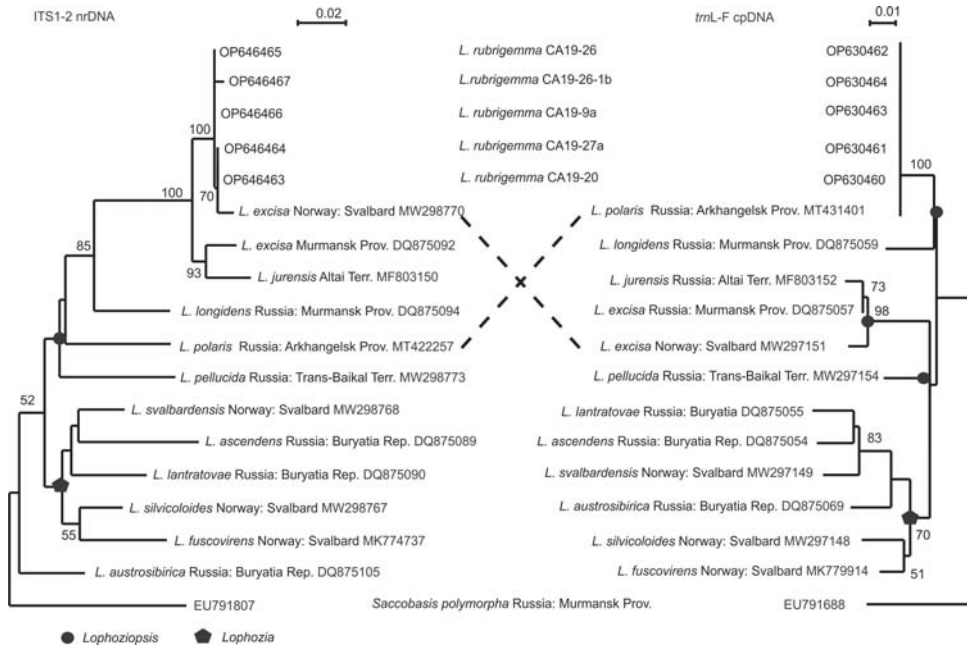 ITS1-2 nrDNA 0.02 trnL-F cpDNA 0.01
OP646465 L. rubrigemma CA19-26 OP630462
OP646467 L.rubrigemma CA19-26-1b OP630464
OP646466 L. rubrigemma CA19-9a OP630463
100
OP646464 L. rubrigemma CA19-27a OP630461
100
OP646463 L. rubrigemma CA19-20 OP630460
100 70
L. excisa Norway: Svalbard MW298770 L. polaris Russia: Arkhangelsk Prov. MT431401
85 L. excisa Murmansk Prov. DQ875092 L. longidens Russia: Murmansk Prov. DQ875059
93 L. jurensis Altai Terr. MF803150 L. jurensis Russia: Altai Terr. MF803152 73
L. longidens Russia: Murmansk Prov. DQ875094 L. excisa Russia: Murmansk Prov. DQ875057 98
L. polaris Russia: Arkhangelsk Prov. MT422257 L. excisa Norway: Svalbard MW297151
L. pellucida Russia: Trans-Baikal Terr. MW298773 L. pellucida Russia: Trans-Baikal Terr. MW297154
52
L. svalbardensis Norway: Svalbard MW298768 L. lantratovae Russia: Buryatia DQ875055
L. ascendens Russia: Buryatia Rep. DQ875089 L. ascendens Russia: Buryatia Rep. DQ875054 83
L. lantratovae Russia: Buryatia Rep. DQ875090 L. svalbardensis Norway: Svalbard MW297149
L. silvicoloides Norway: Svalbard MW298767 L. austrosibirica Russia: Buryatia Rep. DQ875069
55 70
L. fuscovirens Norway: Svalbard MK774737 L. silvicoloides Norway: Svalbard MW297148
L. austrosibirica Russia: Buryatia Rep. DQ875105 L. fuscovirens Norway: Svalbard MK779914 51
EU791807 Saccobasis polymorpha Russia: Murmansk Prov. EU791688
Lophoziopsis Lophozia